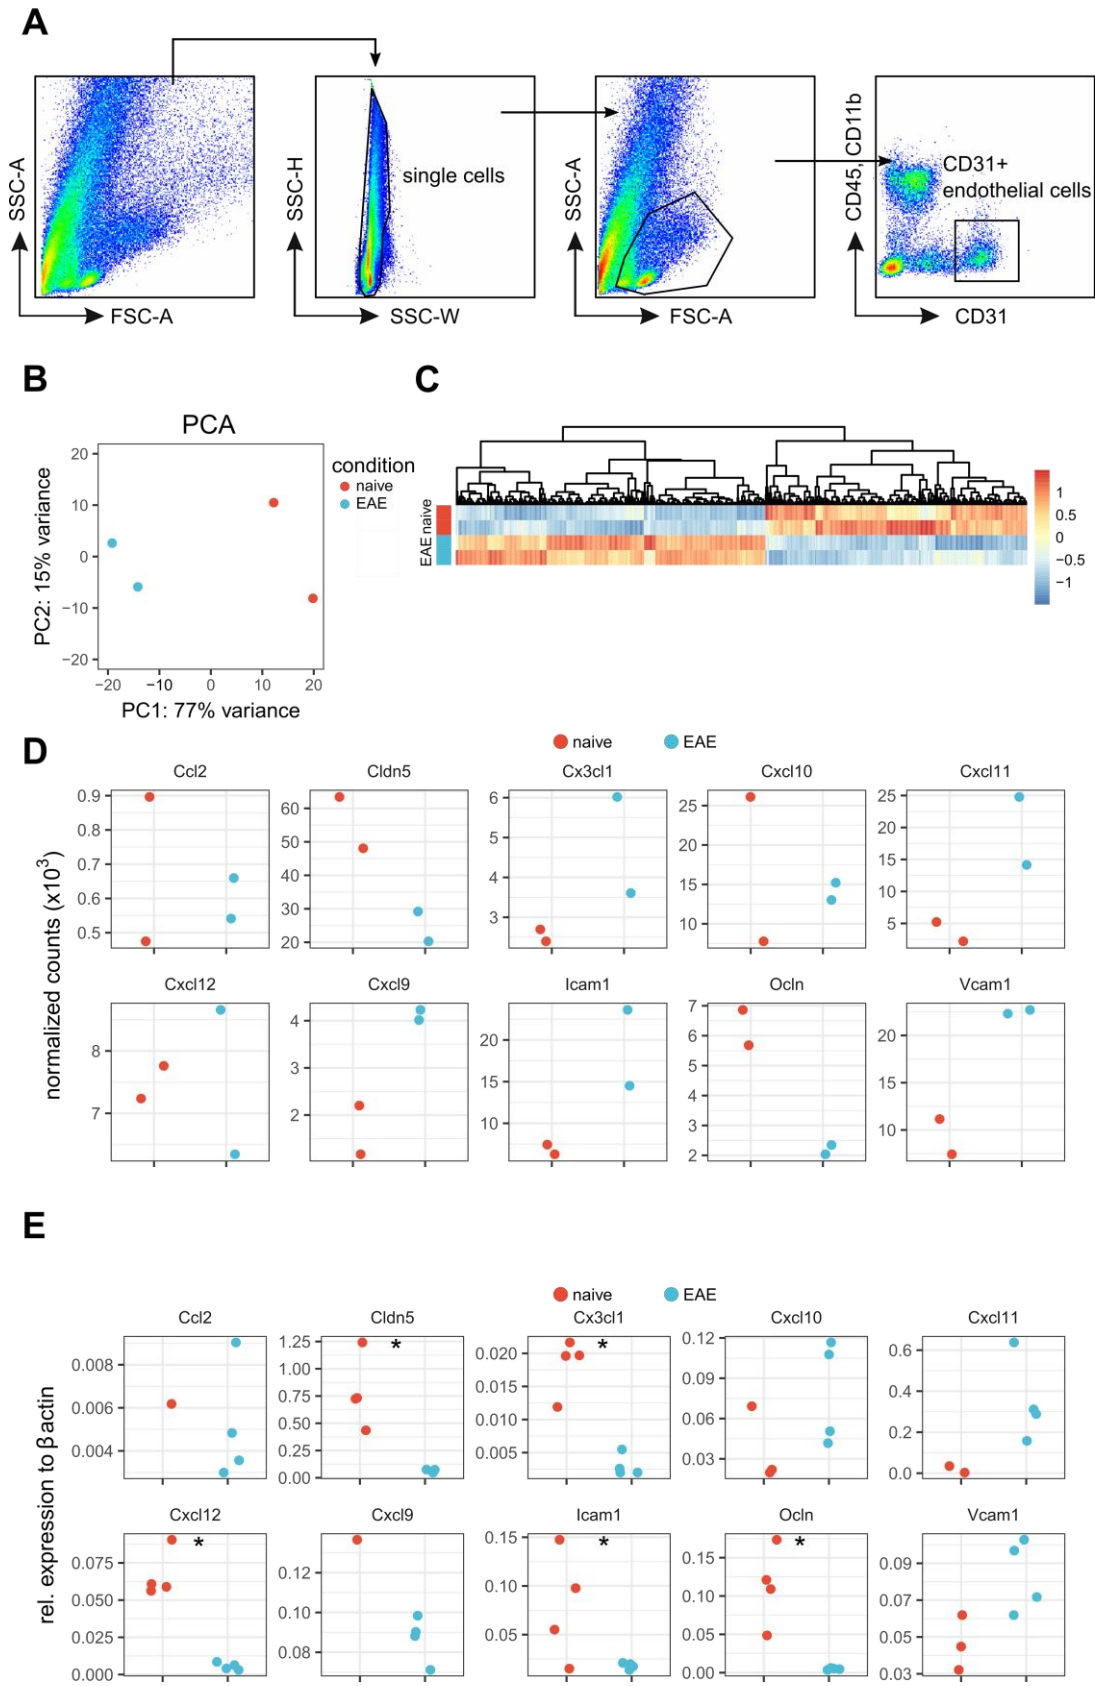 A
SSC-A
FSC-A
SSC-H
single cells
SSC-W
SSC-A
FSC-A
CD45, CD11b
CD31+
endothelial cells
CD31
B
PCA
20
10
0
−10
−20
PC2: 15% variance
−20 −10 0 10 20
PC1: 77% variance
condition
naive
EAE
C
EAE naive
1
0.5
0
−0.5
−1
D
naive EAE
normalized counts (x10³)
Ccl2
0.9
0.8
0.7
0.6
0.5
Cldn5
60
50
40
30
20
Cx3cl1
6
5
4
3
Cxcl10
25
20
15
10
Cxcl11
25
20
15
10
5
Cxcl12
8
7
Cxcl9
4
3
2
Icam1
20
15
10
Ocln
7
6
5
4
3
2
Vcam1
20
15
10
E
naive EAE
rel. expression to β actin
Ccl2
0.008
0.006
0.004
Cldn5
1.25
1.00
0.75
0.50
0.25
0.00
*
Cx3cl1
0.020
0.015
0.010
0.005
*
Cxcl10
0.12
0.09
0.06
0.03
Cxcl11
0.6
0.4
0.2
0.0
Cxcl12
0.075
0.050
0.025
0.000
*
Cxcl9
0.12
0.10
0.08
Icam1
0.15
0.10
0.05
*
Ocln
0.15
0.10
0.05
0.00
*
Vcam1
0.09
0.07
0.05
0.03